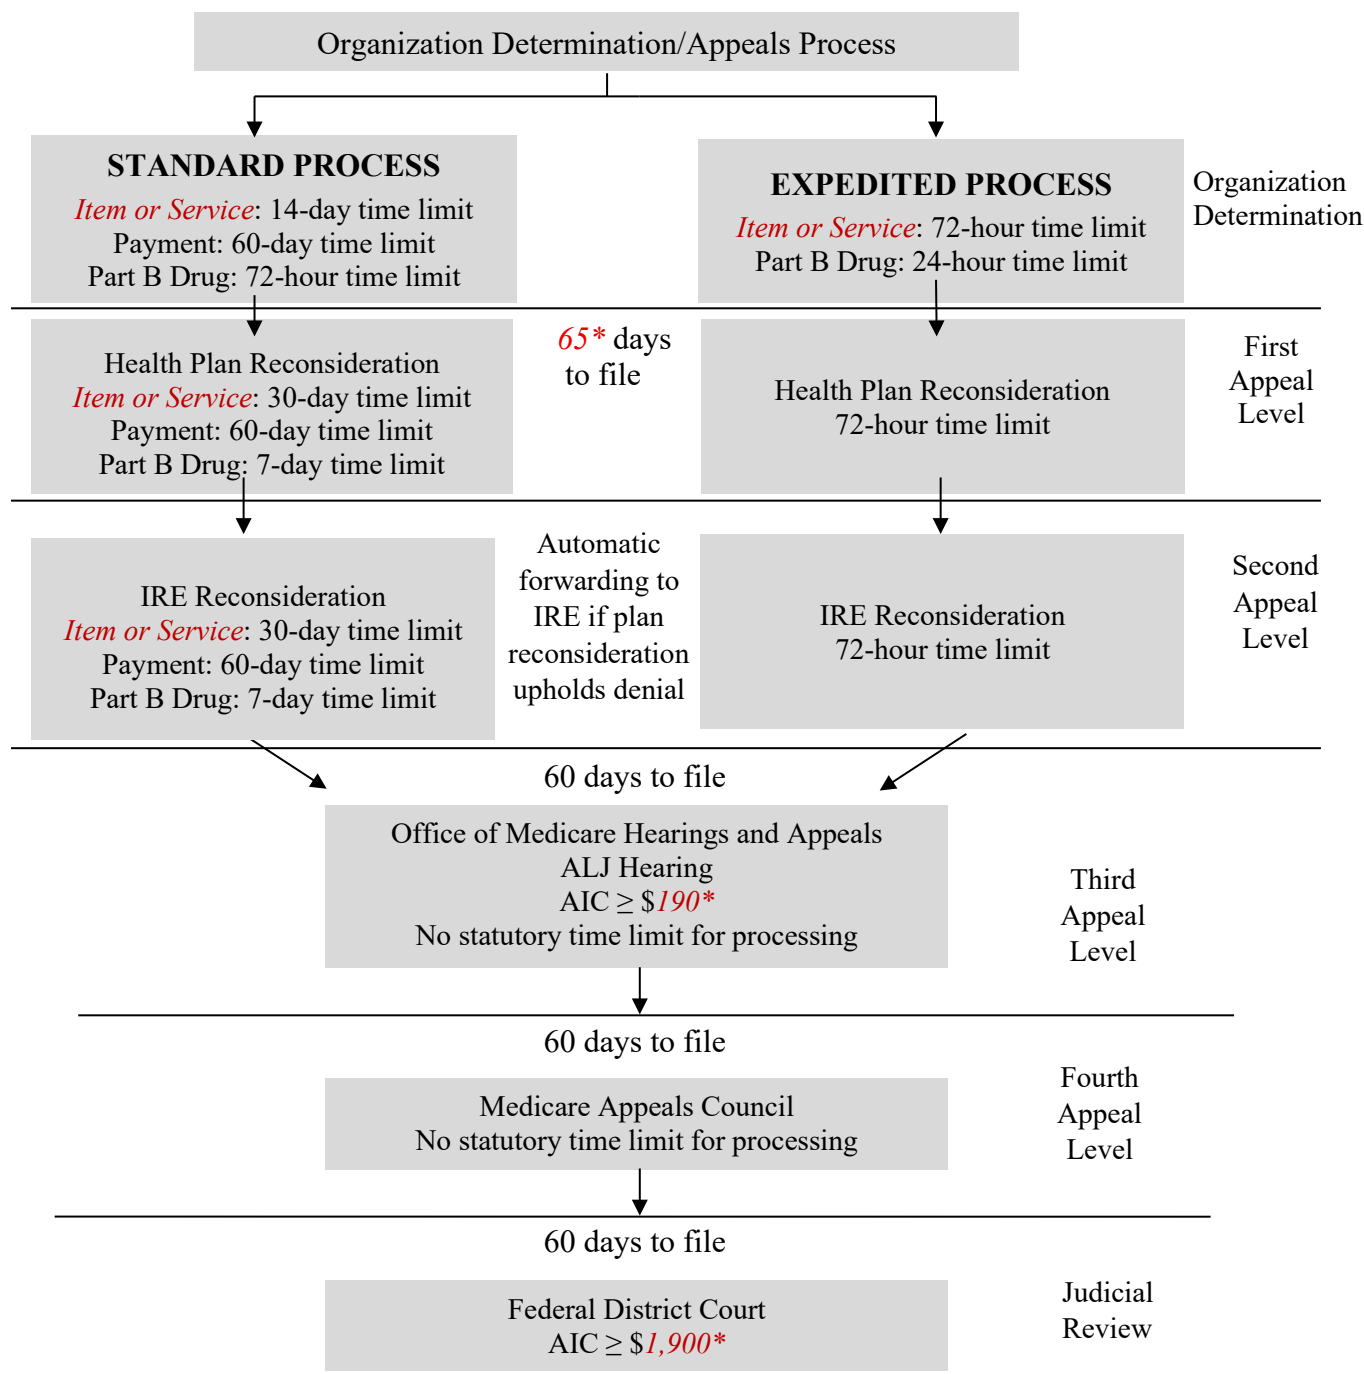 Organization Determination/Appeals Process
STANDARD PROCESS
Item or Service: 14-day time limit
Payment: 60-day time limit
Part B Drug: 72-hour time limit
EXPEDITED PROCESS
Item or Service: 72-hour time limit
Part B Drug: 24-hour time limit
Organization
Determination
Health Plan Reconsideration
Item or Service: 30-day time limit
Payment: 60-day time limit
Part B Drug: 7-day time limit
65* days
to file
Health Plan Reconsideration
72-hour time limit
First
Appeal
Level
IRE Reconsideration
Item or Service: 30-day time limit
Payment: 60-day time limit
Part B Drug: 7-day time limit
Automatic
forwarding to
IRE if plan
reconsideration
upholds denial
IRE Reconsideration
72-hour time limit
Second
Appeal
Level
60 days to file
Office of Medicare Hearings and Appeals
ALJ Hearing
AIC ≥ $190*
No statutory time limit for processing
Third
Appeal
Level
60 days to file
Medicare Appeals Council
No statutory time limit for processing
Fourth
Appeal
Level
60 days to file
Federal District Court
AIC ≥ $1,900*
Judicial
Review